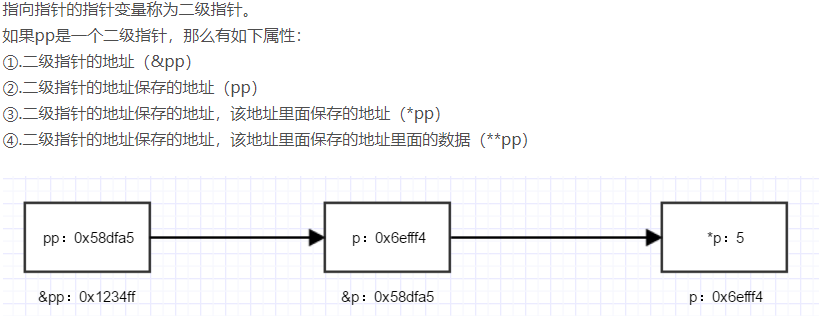 指向指针的指针变量称为二级指针。
如果pp是一个二级指针，那么有如下属性：
①.二级指针的地址（&pp）
②.二级指针的地址保存的地址（pp）
③.二级指针的地址保存的地址，该地址里面保存的地址（*pp）
④.二级指针的地址保存的地址，该地址里面保存的地址里面的数据（**pp）
pp：0x58dfa5
p：0x6efff4
*p：5
&pp：0x1234ff
&p：0x58dfa5
p：0x6efff4